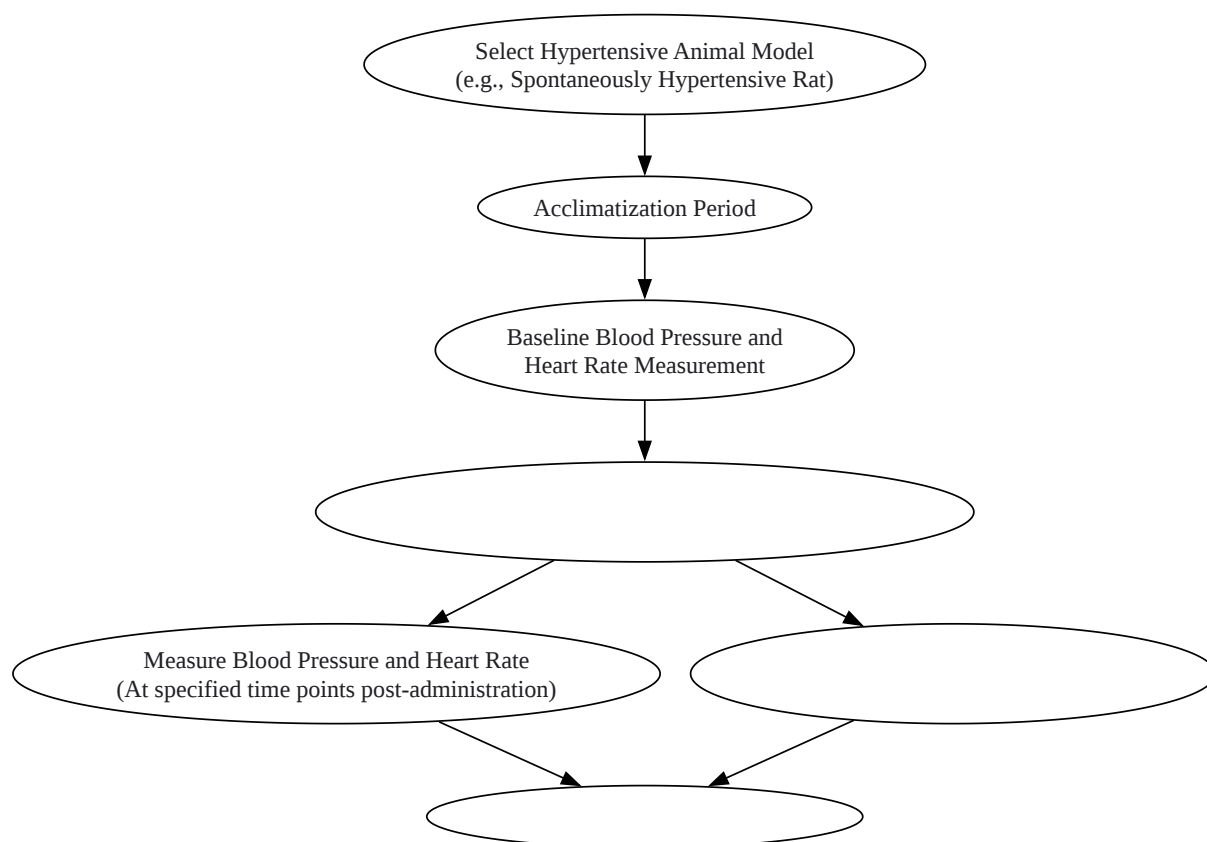 Select Hypertensive Animal Model
(e.g., Spontaneously Hypertensive Rat)
Acclimatization Period
Baseline Blood Pressure and
Heart Rate Measurement
Measure Blood Pressure and Heart Rate
(At specified time points post-administration)